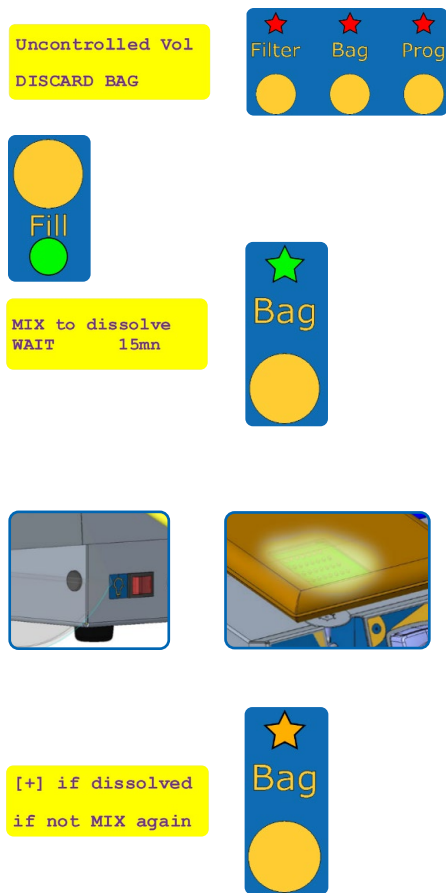 Uncontrolled Vol
DISCARD BAG
Filter Bag Prog
Fill
MIX to dissolve
WAIT 15mn
Bag
[+] if dissolved
if not MIX again
Bag